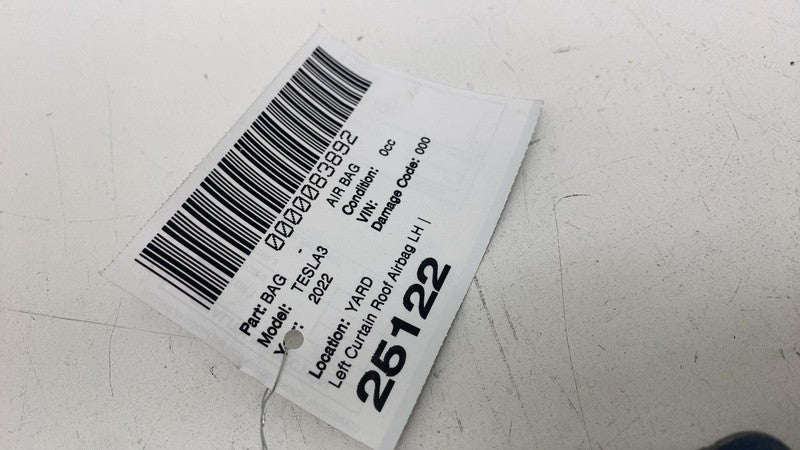 0000083892
Part: BAG - AIR BAG
Model: TESLA3 Condition: 0cc
2022 VIN:
Damage Code: 000
Location: YARD
Left Curtain Roof Airbag LH |
25122